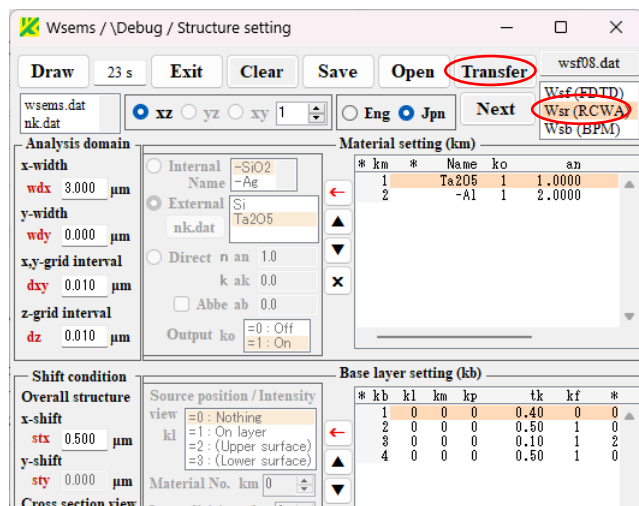 Wsems / \Debug / Structure setting
Draw 23 s Exit Clear Save Open Transfer wsf08.dat
Wsf (FDTD)
Wsr (RCWA)
Wsb (BPM)
wsems.dat
nk.dat
xz yz xy 1 Eng Jpn Next
Analysis domain
x-width
wdx 3.000 μm
y-width
wdy 0.000 μm
x,y-grid interval
dxy 0.010 μm
z-grid interval
dz 0.010 μm
Material setting (km)
Internal Name
-SiO2
-Ag
External
nk.dat
Si
Ta2O5
Direct n an 1.0
k ak 0.0
Abbe ab 0.0
Output ko
=0 : Off
=1 : On
* km * Name ko an
1 Ta2O5 1 1.0000
2 -Al 1 2.0000
Shift condition
Overall structure
x-shift
stx 0.500 μm
y-shift
sty 0.000 μm
Cross section view
Base layer setting (kb)
Source position / Intensity
view
kl
=0 : Nothing
=1 : On layer
=2 : (Upper surface)
=3 : (Lower surface)
Material No. km 0
* kb kl km kp tk kf *
1 0 0 0 0.40 0 0
2 0 0 0 0.50 1 0
3 0 0 0 0.10 1 2
4 0 0 0 0.50 1 0